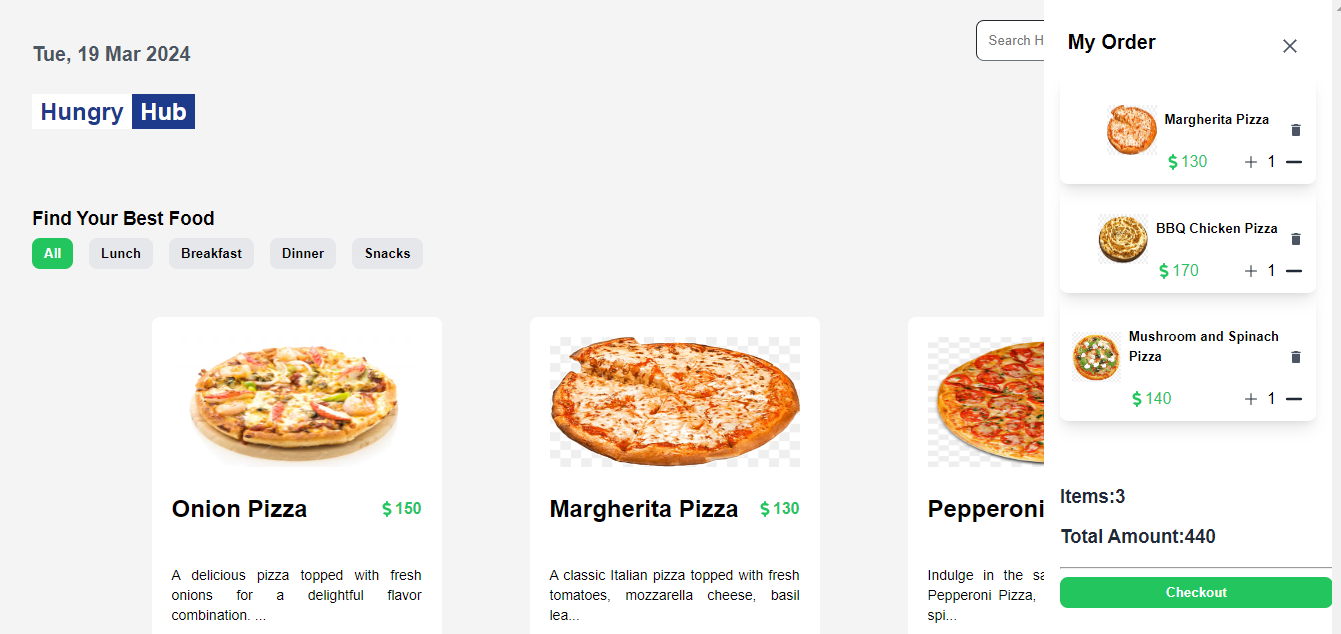 Tue, 19 Mar 2024
Hungry Hub
Search H
Find Your Best Food
All
Lunch
Breakfast
Dinner
Snacks
Onion Pizza
$150
A delicious pizza topped with fresh
onions for a delightful flavor
combination. ...
Margherita Pizza
$130
A classic Italian pizza topped with fresh
tomatoes, mozzarella cheese, basil
lea...
Pepperoni
Indulge in the sa
Pepperoni Pizza,
spi...
My Order
Margherita Pizza
$130
1
BBQ Chicken Pizza
$170
1
Mushroom and Spinach
Pizza
$140
1
Items:3
Total Amount:440
Checkout